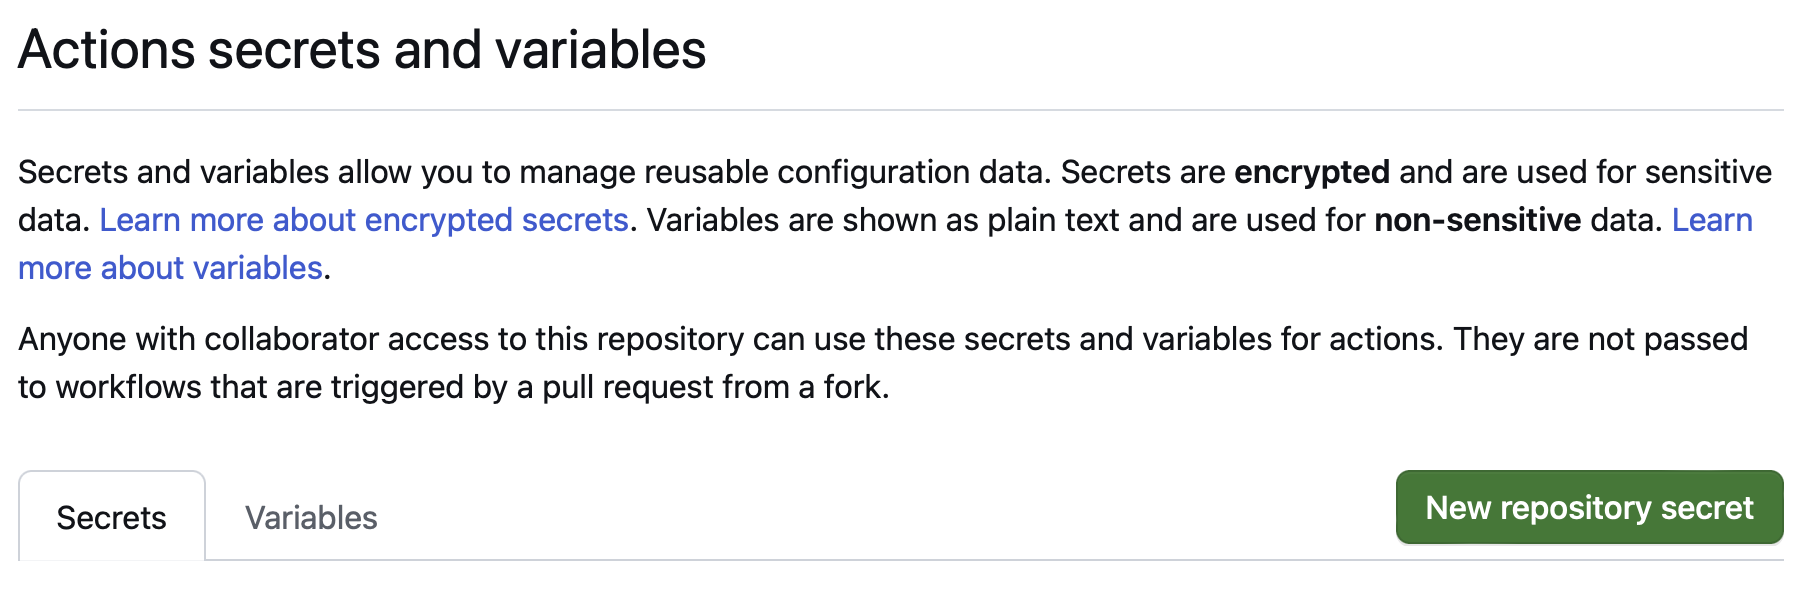 Actions secrets and variables
Secrets and variables allow you to manage reusable configuration data. Secrets are encrypted and are used for sensitive
data. Learn more about encrypted secrets. Variables are shown as plain text and are used for non-sensitive data. Learn
more about variables.
Anyone with collaborator access to this repository can use these secrets and variables for actions. They are not passed
to workflows that are triggered by a pull request from a fork.
Secrets
Variables
New repository secret